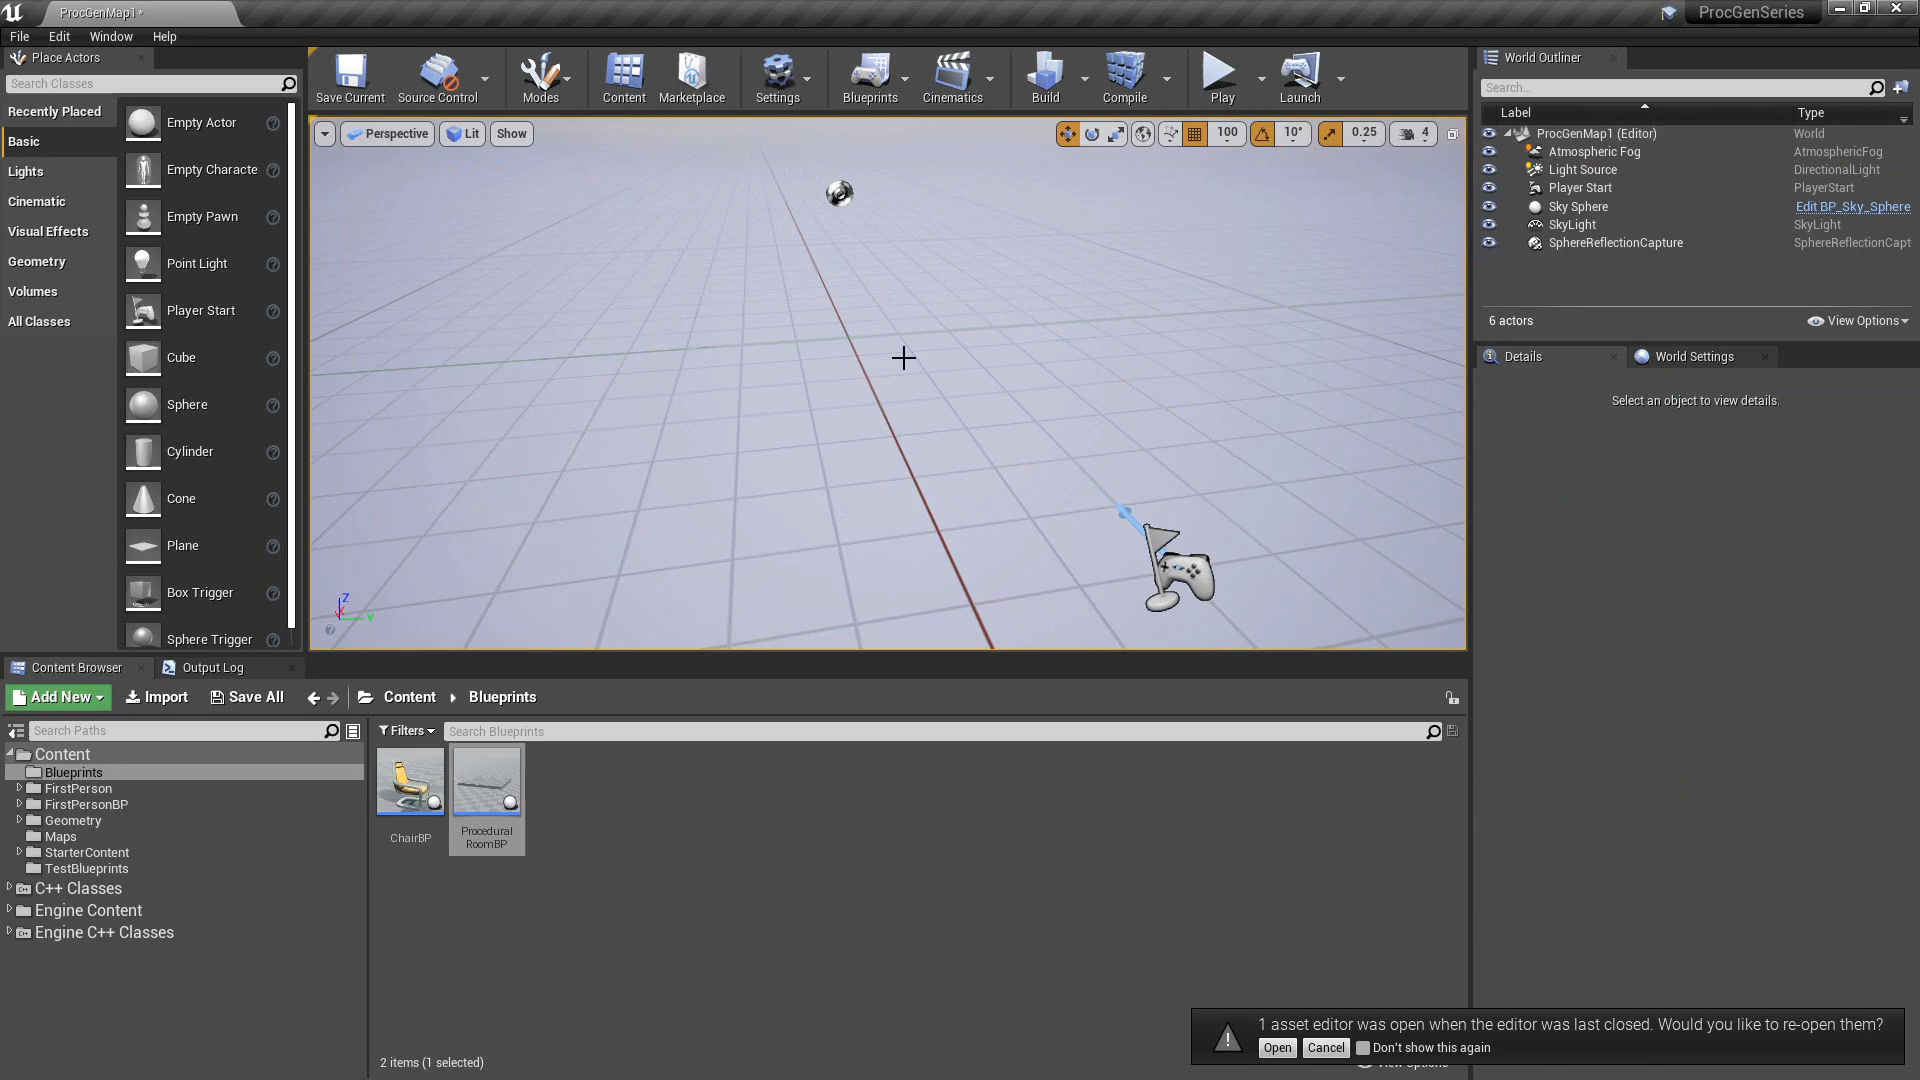 ProcGenMap1*
ProcGenSeries
File Edit Window Help
Place Actors
Search Classes
Recently Placed
Basic
Lights
Cinematic
Visual Effects
Geometry
Volumes
All Classes
Empty Actor
Empty Characte
Empty Pawn
Point Light
Player Start
Cube
Sphere
Cylinder
Cone
Plane
Box Trigger
Sphere Trigger
Save Current
Source Control
Modes
Content
Marketplace
Settings
Blueprints
Cinematics
Build
Compile
Play
Launch
Perspective
Lit
Show
100
10°
0.25
4
Z
X
Y
World Outliner
Search...
Label Type
ProcGenMap1 (Editor) World
Atmospheric Fog AtmosphericFog
Light Source DirectionalLight
Player Start PlayerStart
Sky Sphere Edit BP_Sky_Sphere
SkyLight SkyLight
SphereReflectionCapture SphereReflectionCapt
6 actors
View Options
Details
World Settings
Select an object to view details.
Content Browser
Output Log
Add New
Import
Save All
Content
Blueprints
Search Paths
Filters
Search Blueprints
Content
Blueprints
FirstPerson
FirstPersonBP
Geometry
Maps
StarterContent
TestBlueprints
C++ Classes
Engine Content
Engine C++ Classes
ChairBP
Procedural
RoomBP
2 items (1 selected)
1 asset editor was open when the editor was last closed. Would you like to re-open them?
Open
Cancel
Don't show this again
View Options